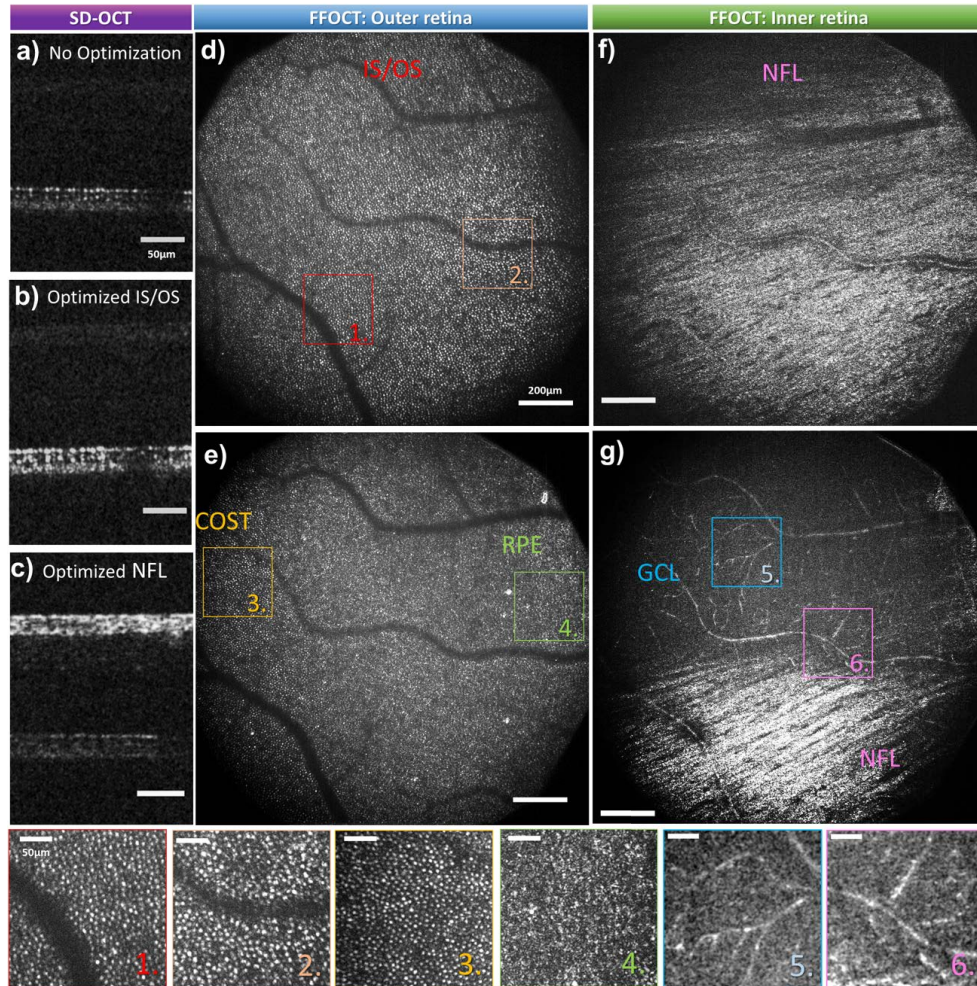 SD-OCT
FFOCT: Outer retina
FFOCT: Inner retina
a) No Optimization
50µm
b) Optimized IS/OS
c) Optimized NFL
d)
IS/OS
1.
2.
200µm
e)
COST
RPE
3.
4.
f)
NFL
g)
GCL
5.
6.
NFL
50µm
1.
2.
3.
4.
5.
6.